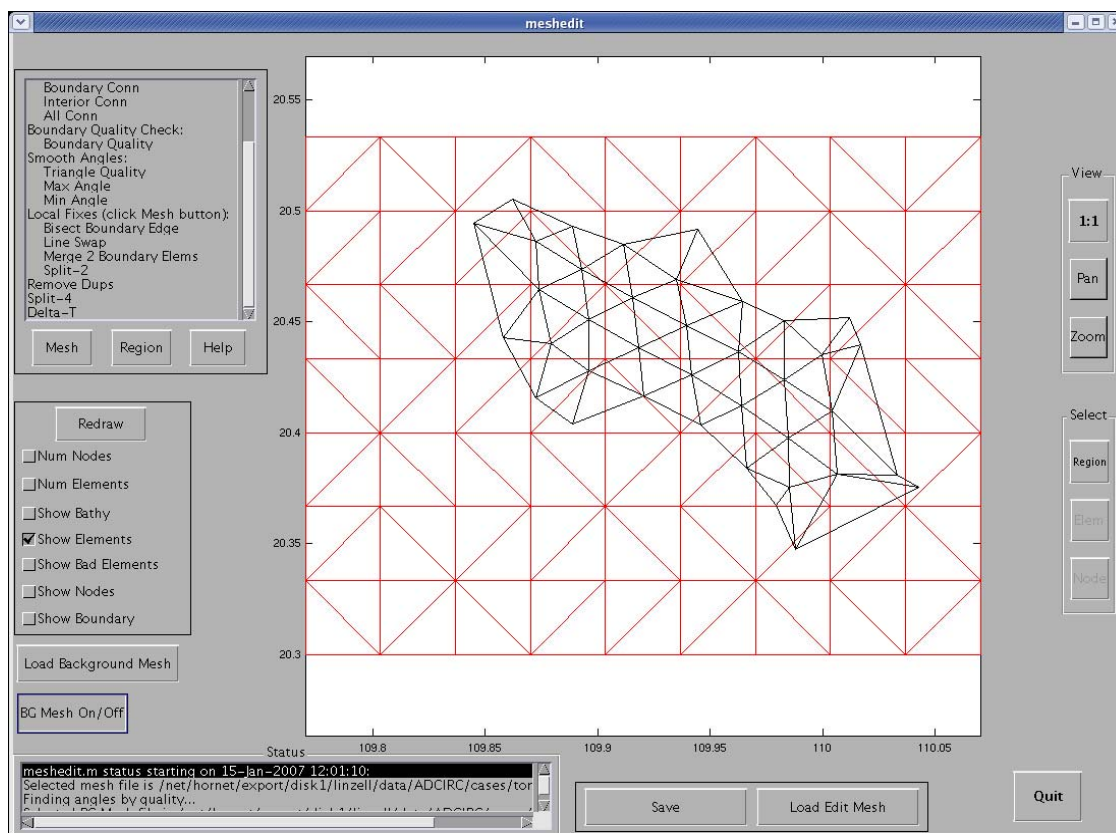 meshedit
Boundary Conn
Interior Conn
All Conn
Boundary Quality Check:
Boundary Quality
Smooth Angles:
Triangle Quality
Max Angle
Min Angle
Local Fixes (click Mesh button):
Bisect Boundary Edge
Line Swap
Merge 2 Boundary Elems
Split-2
Remove Dups
Split-4
Delta-T
Mesh Region Help
Redraw
Num Nodes
Num Elements
Show Bathy
Show Elements
Show Bad Elements
Show Nodes
Show Boundary
Load Background Mesh
BG Mesh On/Off
20.55
20.5
20.45
20.4
20.35
20.3
109.8 109.85 109.9 109.95 110 110.05
View
1:1
Pan
Zoom
Select
Region
Elem
Node
Status
meshedit.m status starting on 15-Jan-2007 12:01:10:
Selected mesh file is /net/hornet/export/disk1/linzell/data/ADCIRC/cases/tor
Finding angles by quality...
Save Load Edit Mesh
Quit